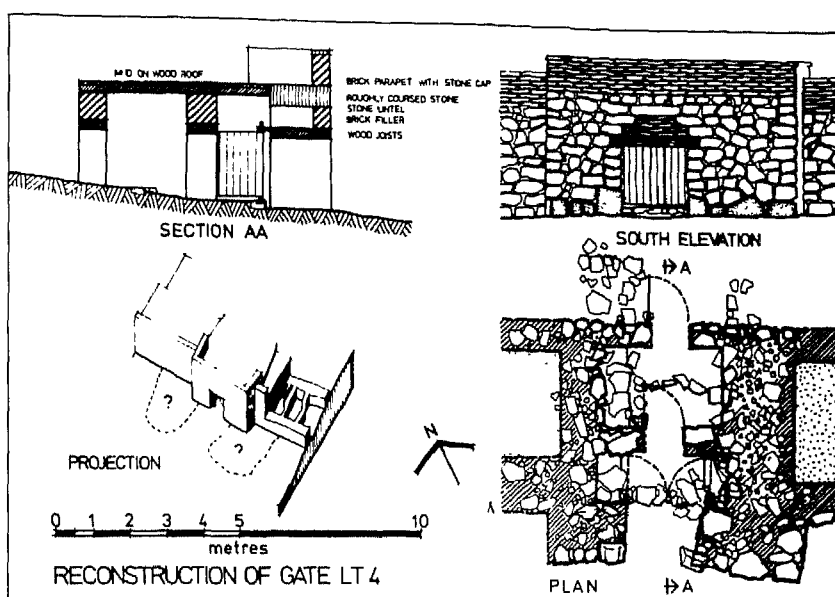 MUD ON WOOD ROOF
BRICK PARAPET WITH STONE CAP
ROUGHLY COURSED STONE
STONE LINTEL
BRICK FILLER
WOOD JOISTS
SECTION AA
SOUTH ELEVATION
A
?
?
N
PROJECTION
0 1 2 3 4 5 10
metres
RECONSTRUCTION OF GATE LT 4
PLAN
A